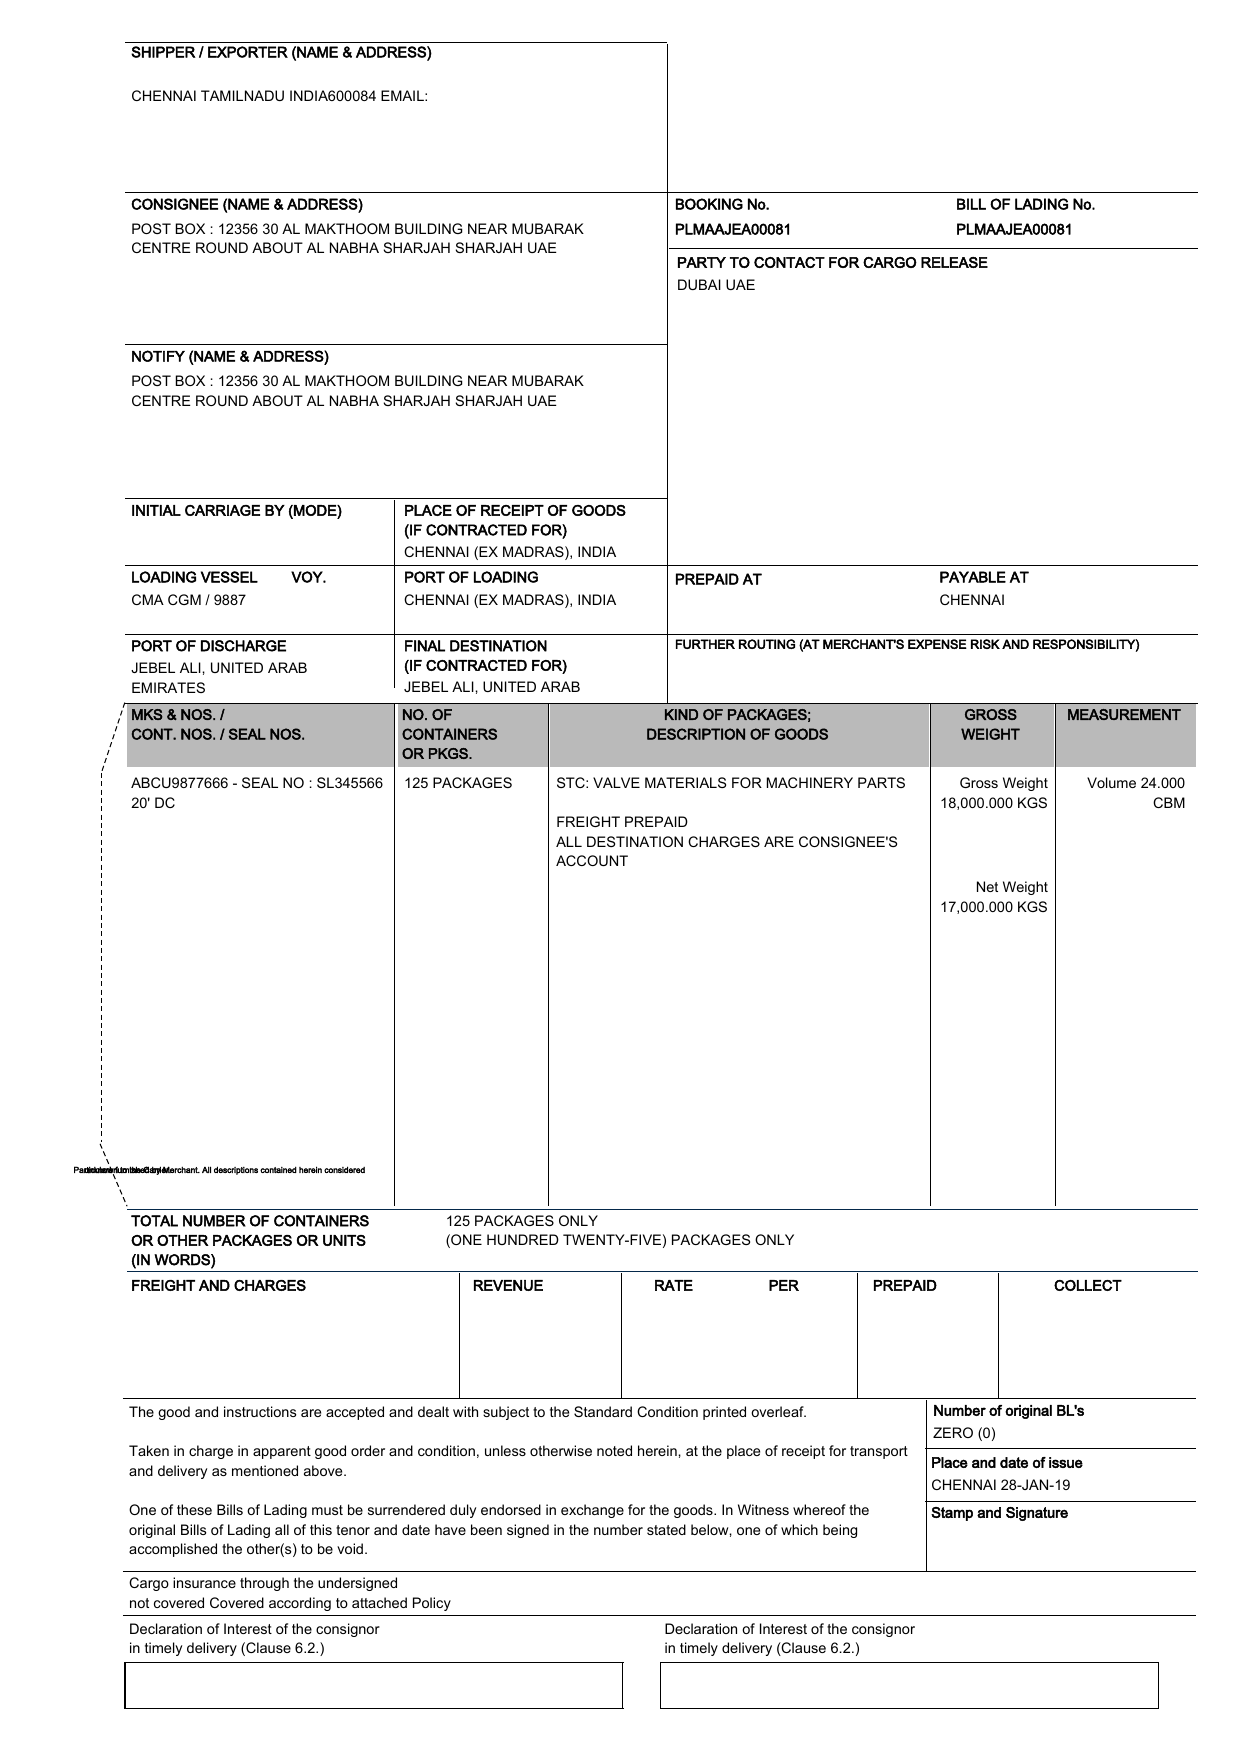 SHIPPER / EXPORTER (NAME & ADDRESS)
CHENNAI TAMILNADU INDIA600084 EMAIL:
CONSIGNEE (NAME & ADDRESS)
POST BOX : 12356 30 AL MAKTHOOM BUILDING NEAR MUBARAK
CENTRE ROUND ABOUT AL NABHA SHARJAH SHARJAH UAE
BOOKING No.
BILL OF LADING No.
PLMAAJEA00081
PLMAAJEA00081
PARTY TO CONTACT FOR CARGO RELEASE
DUBAI UAE
NOTIFY (NAME & ADDRESS)
POST BOX : 12356 30 AL MAKTHOOM BUILDING NEAR MUBARAK
CENTRE ROUND ABOUT AL NABHA SHARJAH SHARJAH UAE
INITIAL CARRIAGE BY (MODE)
PLACE OF RECEIPT OF GOODS
(IF CONTRACTED FOR)
CHENNAI (EX MADRAS), INDIA
LOADING VESSEL VOY.
CMA CGM / 9887
PORT OF LOADING
CHENNAI (EX MADRAS), INDIA
PREPAID AT
PAYABLE AT
CHENNAI
PORT OF DISCHARGE
JEBEL ALI, UNITED ARAB
EMIRATES
FINAL DESTINATION
(IF CONTRACTED FOR)
JEBEL ALI, UNITED ARAB
FURTHER ROUTING (AT MERCHANT'S EXPENSE RISK AND RESPONSIBILITY)
MKS & NOS. /
CONT. NOS. / SEAL NOS.
NO. OF
CONTAINERS
OR PKGS.
KIND OF PACKAGES;
DESCRIPTION OF GOODS
GROSS
WEIGHT
MEASUREMENT
ABCU9877666 - SEAL NO : SL345566
20' DC
125 PACKAGES
STC: VALVE MATERIALS FOR MACHINERY PARTS
FREIGHT PREPAID
ALL DESTINATION CHARGES ARE CONSIGNEE'S
ACCOUNT
Gross Weight
18,000.000 KGS
Net Weight
17,000.000 KGS
Volume 24.000
CBM
Merchant. All descriptions contained herein considered
TOTAL NUMBER OF CONTAINERS
OR OTHER PACKAGES OR UNITS
(IN WORDS)
125 PACKAGES ONLY
(ONE HUNDRED TWENTY-FIVE) PACKAGES ONLY
FREIGHT AND CHARGES
REVENUE
RATE
PER
PREPAID
COLLECT
The good and instructions are accepted and dealt with subject to the Standard Condition printed overleaf.
Taken in charge in apparent good order and condition, unless otherwise noted herein, at the place of receipt for transport
and delivery as mentioned above.
One of these Bills of Lading must be surrendered duly endorsed in exchange for the goods. In Witness whereof the
original Bills of Lading all of this tenor and date have been signed in the number stated below, one of which being
accomplished the other(s) to be void.
Number of original BL's
ZERO (0)
Place and date of issue
CHENNAI 28-JAN-19
Stamp and Signature
Cargo insurance through the undersigned
not covered Covered according to attached Policy
Declaration of Interest of the consignor
in timely delivery (Clause 6.2.)
Declaration of Interest of the consignor
in timely delivery (Clause 6.2.)